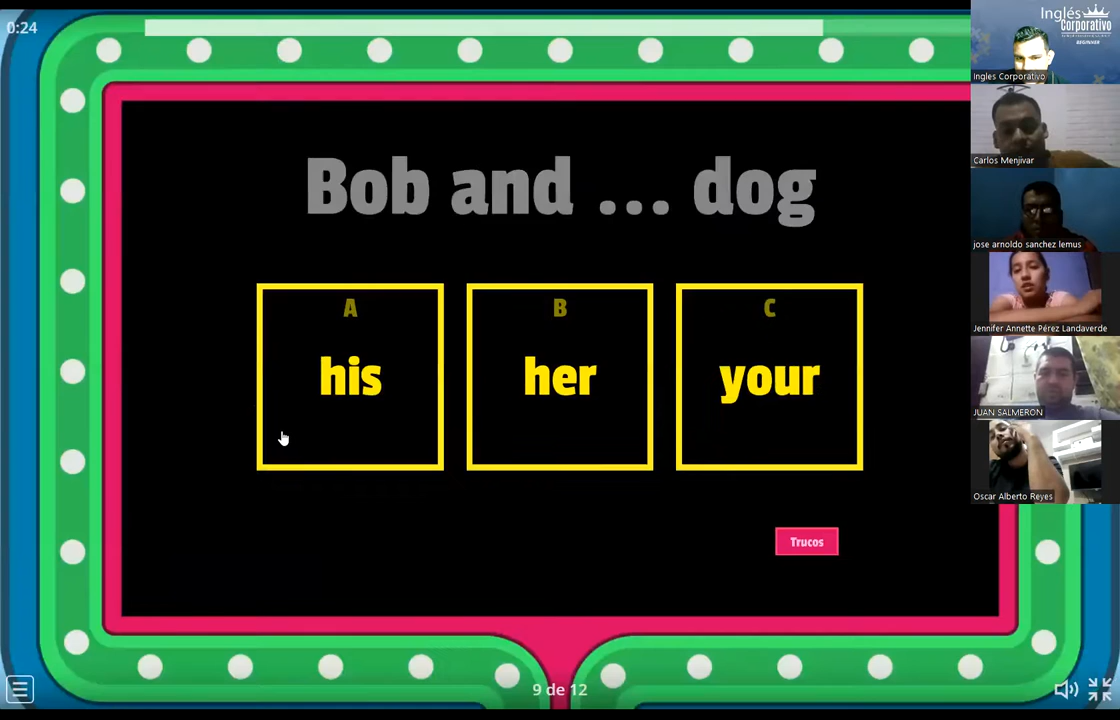 0:24
Bob and ... dog
A
his
B
her
C
your
Trucos
9 de 12
Inglés
Corporativo
BEGINNER
Ingles Corporativo
Carlos Menjivar
jose arnoldo sanchez lemus
Jennifer Annette Pérez Landaverde
JUAN SALMERON
Oscar Alberto Reyes